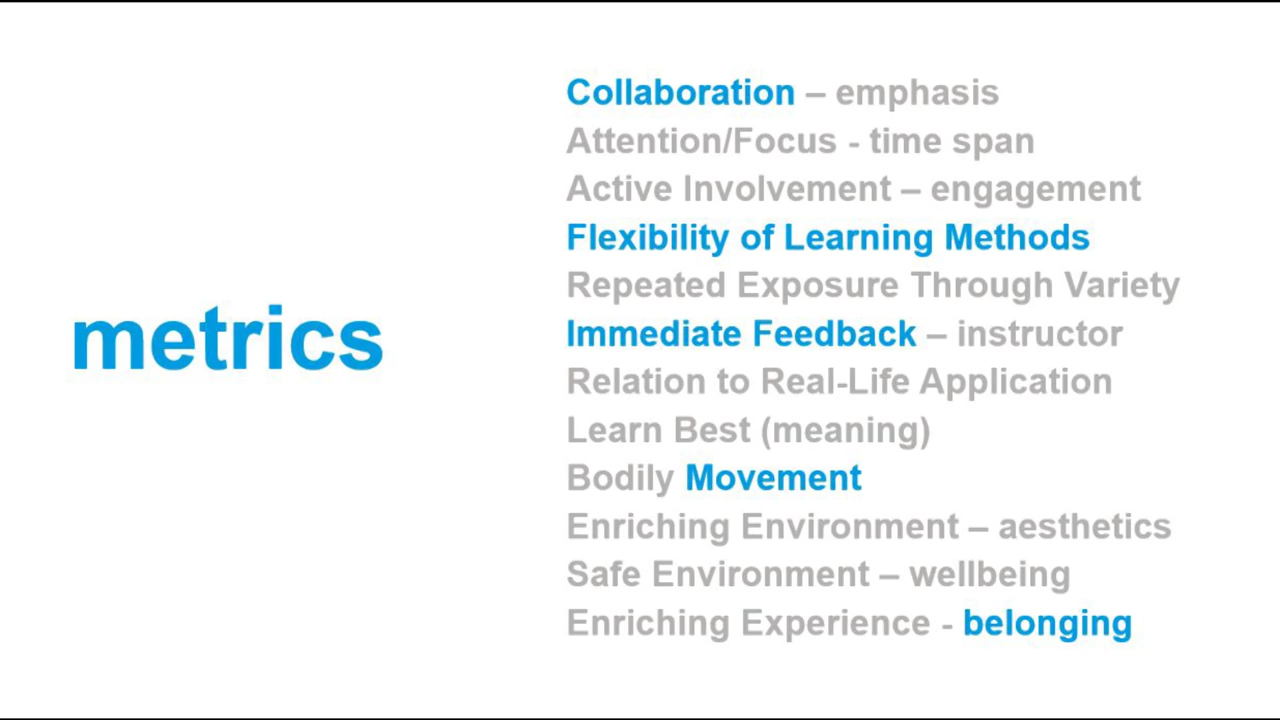 metrics
Collaboration – emphasis
Attention/Focus - time span
Active Involvement – engagement
Flexibility of Learning Methods
Repeated Exposure Through Variety
Immediate Feedback – instructor
Relation to Real-Life Application
Learn Best (meaning)
Bodily Movement
Enriching Environment – aesthetics
Safe Environment – wellbeing
Enriching Experience - belonging